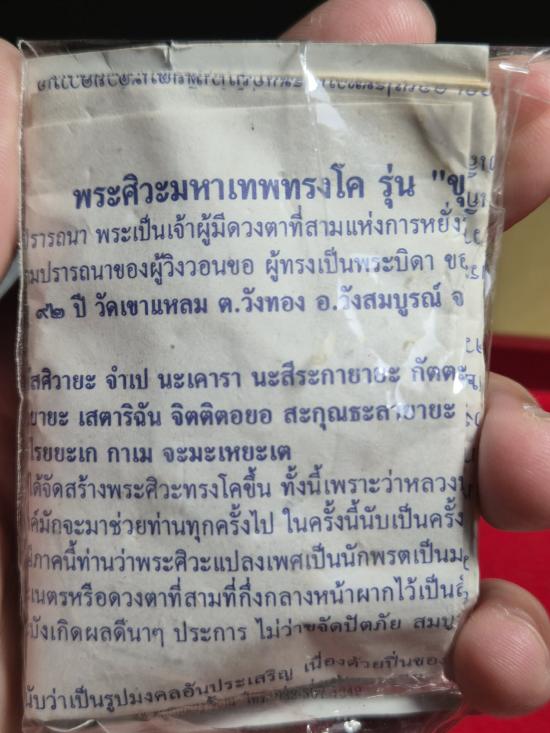 พระศิวะมหาเทพทรงโค รุ่น "ขุ
ปรารถนา พระเป็นเจ้าผู้มีดวงตาที่สามแห่งการหยั่ง
มปรารถนาของผู้วิงวอนขอ ผู้ทรงเป็นพระบิดา ข
๙๒ ปี วัดเขาแหลม ต.วังทอง อ.วังสมบูรณ์ จ
สศิวายะ จำเป นะเคารา นะสีระกายายะ กัตตะ
ยายะ เสตาริฉัน จิตติตอยอ สะกุณธะลายายะ
ไรยยะเก กาเม จะมะเหยะเต
ได้จัดสร้างพระศิวะทรงโคขึ้น ทั้งนี้เพราะว่าหลวง
ค์มักจะมาช่วยท่านทุกครั้งไป ในครั้งนี้นับเป็นครั้ง
ภาคนี้ท่านว่าพระศิวะแปลงเพศเป็นนักพรตเป็นม
ะเนตรหรือดวงตาที่สามที่กึ่งกลางหน้าผากไว้เป็น
ะบังเกิดผลดีนาๆ ประการ ไม่ว่าขจัดปัดภัย สมบู
นับว่าเป็นรูปมงคลอันประเสริญ เนื่องด้วยปืนของ